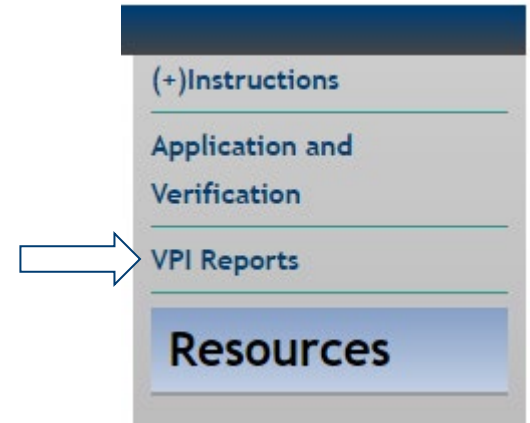 (+)Instructions
Application and
Verification
VPI Reports
Resources